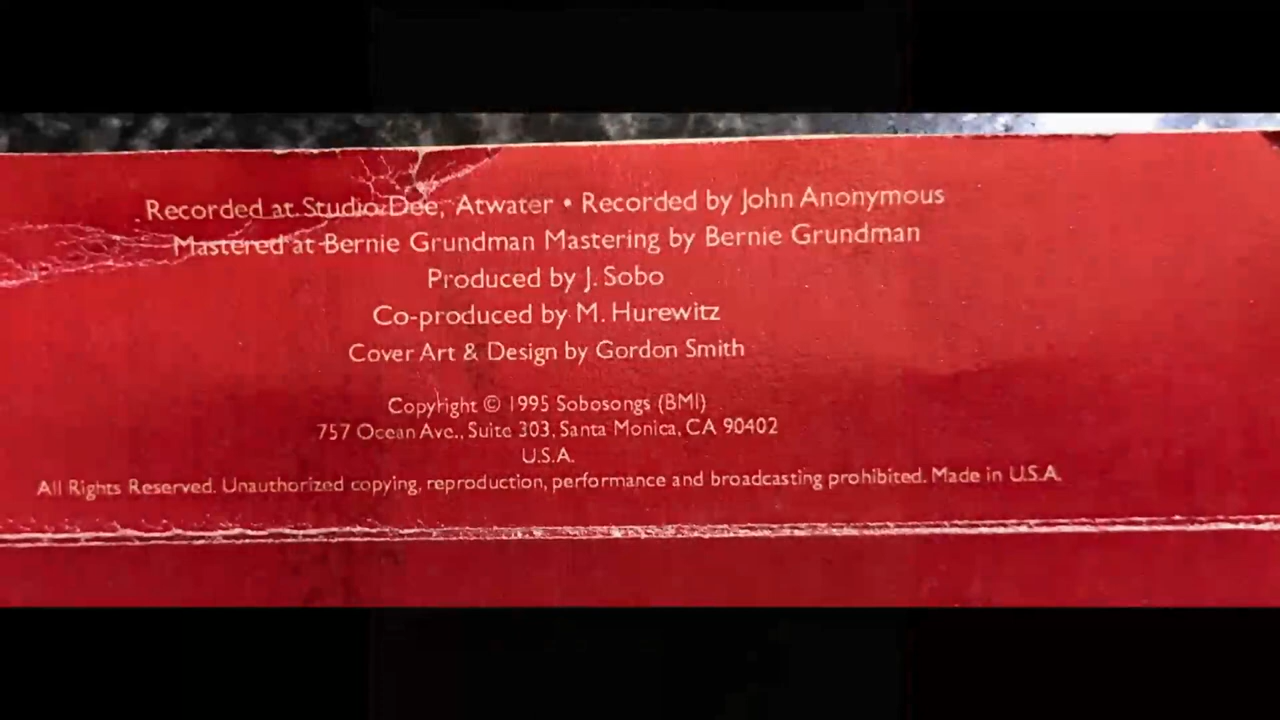 Recorded at Studio Dee, Atwater • Recorded by John Anonymous
Mastered at Bernie Grundman Mastering by Bernie Grundman
Produced by J. Sobo
Co-produced by M. Hurewitz
Cover Art & Design by Gordon Smith
Copyright © 1995 Sobosongs (BMI)
757 Ocean Ave., Suite 303, Santa Monica, CA 90402
U.S.A.
All Rights Reserved. Unauthorized copying, reproduction, performance and broadcasting prohibited. Made in U.S.A.